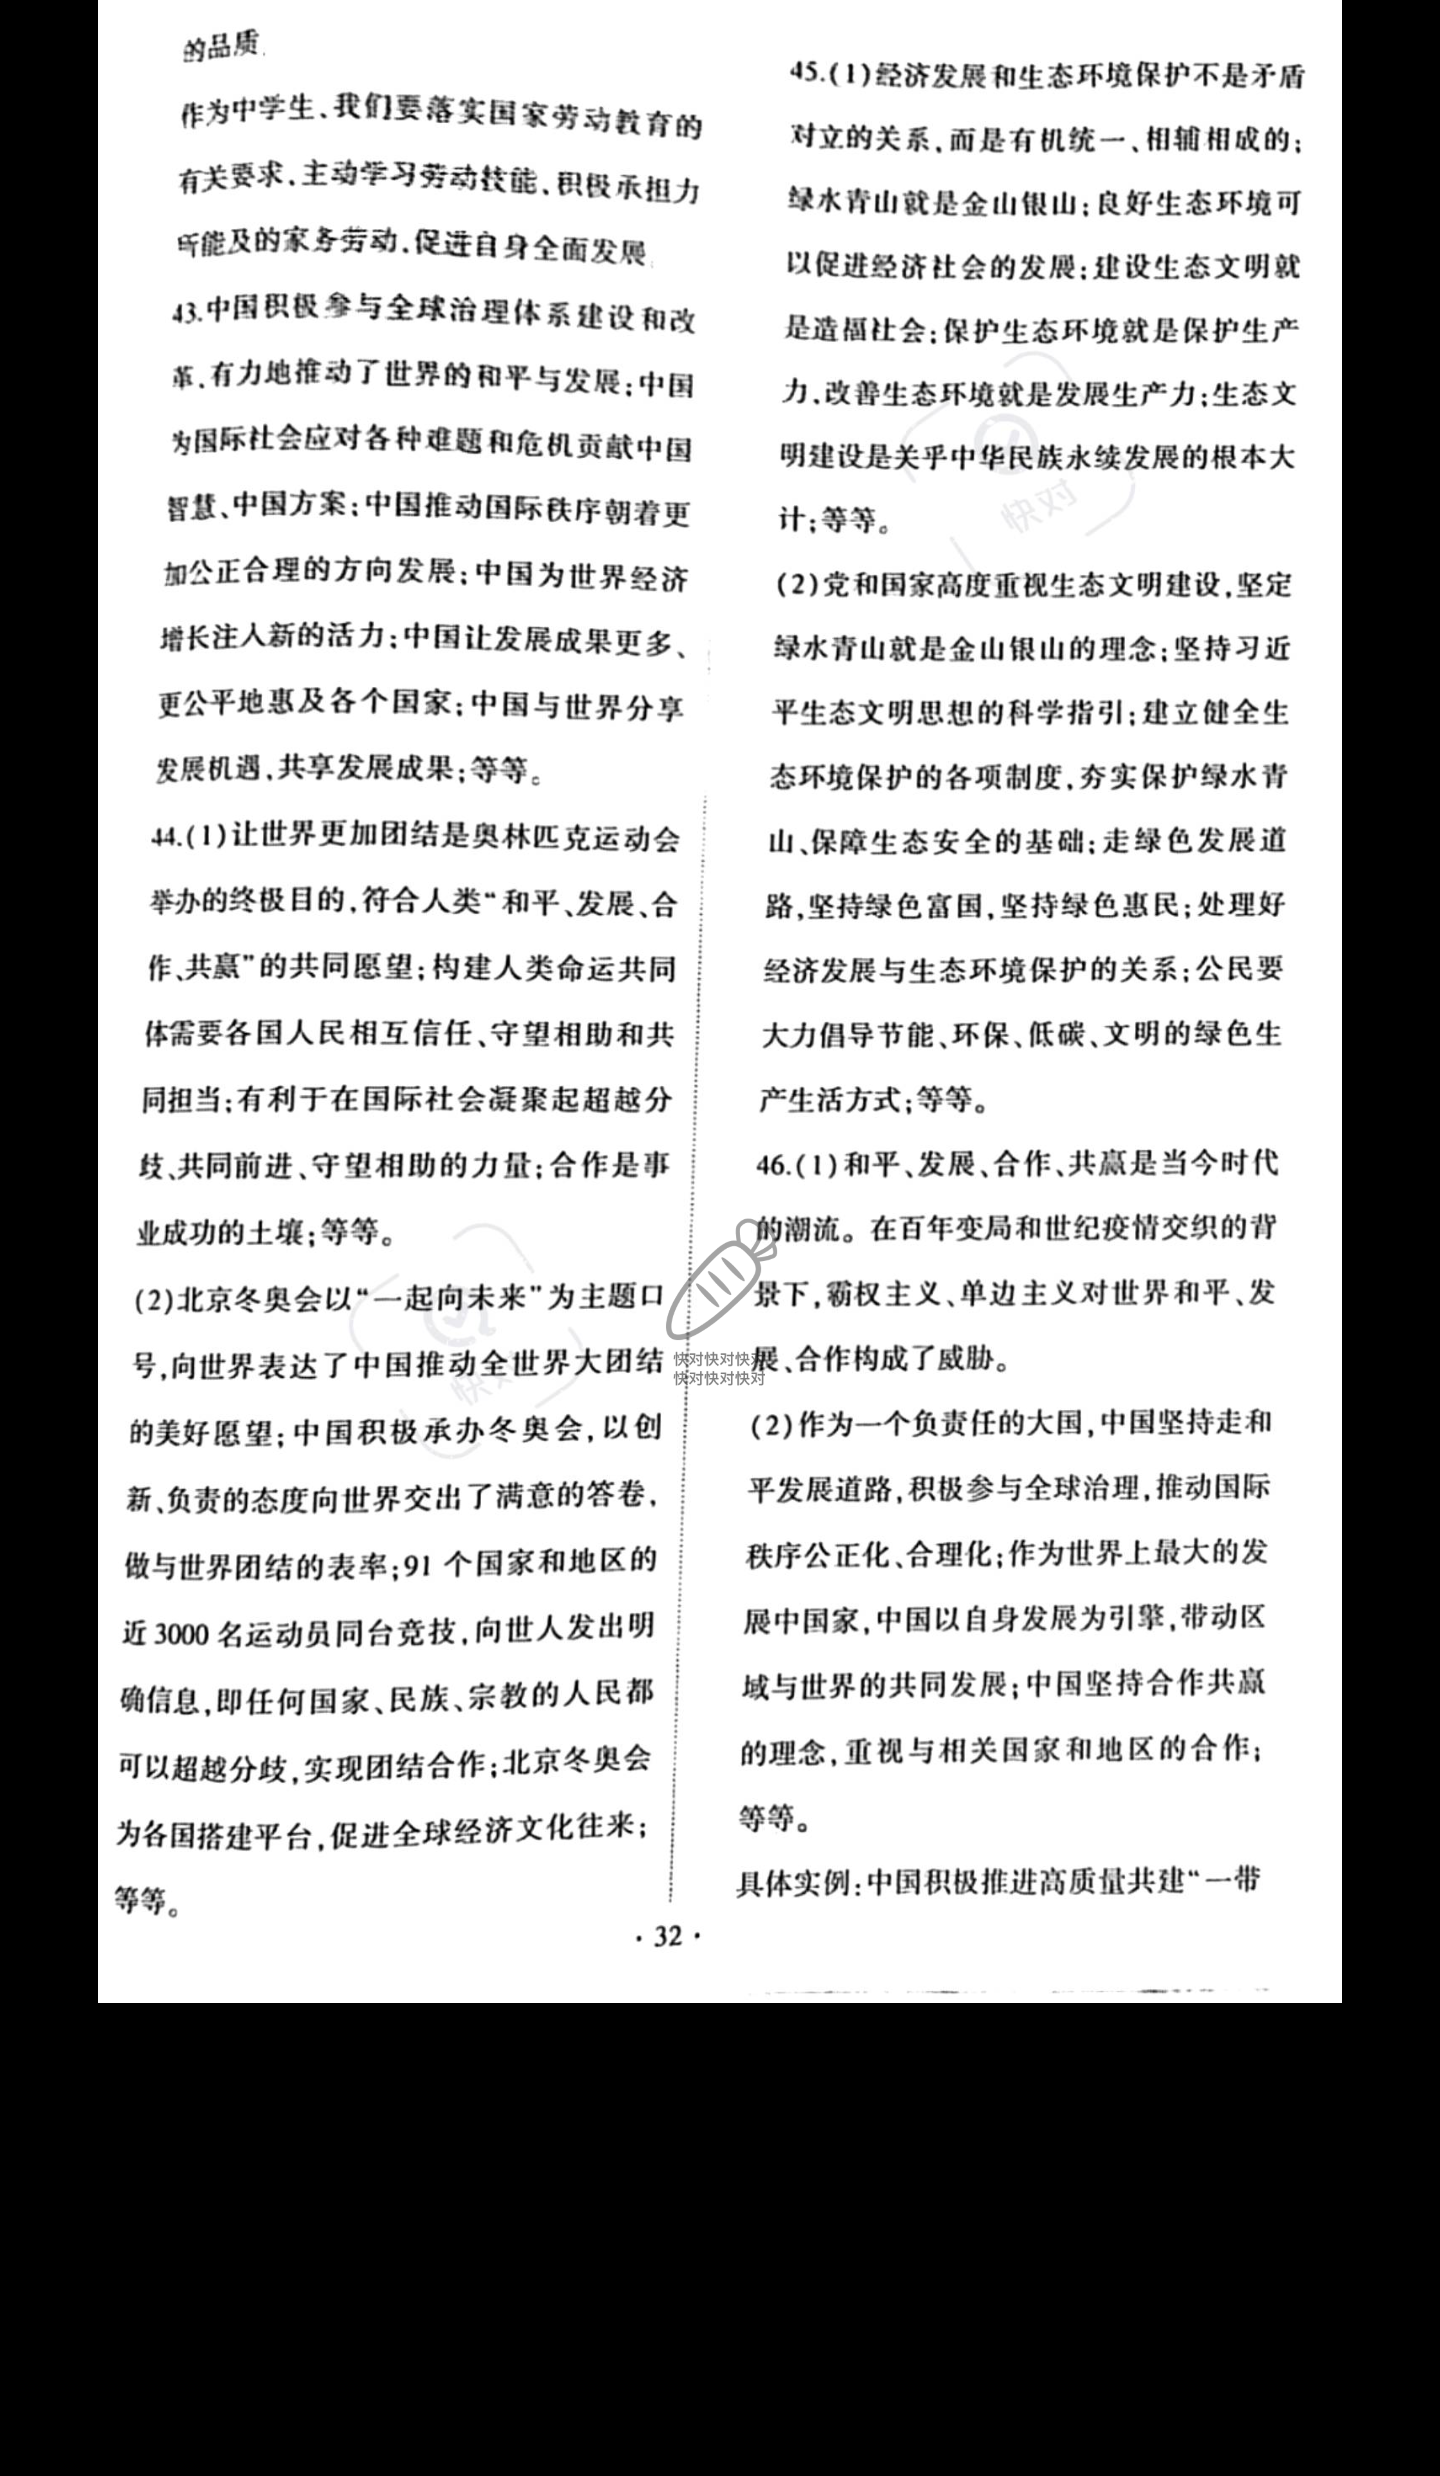 的品质.
作为中学生、我们要落实国家劳动教育的
有关要求,主动学习劳动技能、积极承担力
所能及的家务劳动,促进自身全面发展.
43.中国积极参与全球治理体系建设和改
革,有力地推动了世界的和平与发展;中国
为国际社会应对各种难题和危机贡献中国
智慧、中国方案;中国推动国际秩序朝着更
加公正合理的方向发展;中国为世界经济
增长注入新的活力;中国让发展成果更多、
更公平地惠及各个国家;中国与世界分享
发展机遇,共享发展成果;等等。
44.(1)让世界更加团结是奥林匹克运动会
举办的终极目的,符合人类“和平、发展、合
作、共赢”的共同愿望;构建人类命运共同
体需要各国人民相互信任、守望相助和共
同担当;有利于在国际社会凝聚起超越分
歧、共同前进、守望相助的力量;合作是事
业成功的土壤;等等。
(2)北京冬奥会以“一起向未来”为主题口
号,向世界表达了中国推动全世界大团结
的美好愿望;中国积极承办冬奥会,以创
新、负责的态度向世界交出了满意的答卷,
做与世界团结的表率;91 个国家和地区的
近 3000 名运动员同台竞技,向世人发出明
确信息,即任何国家、民族、宗教的人民都
可以超越分歧,实现团结合作;北京冬奥会
为各国搭建平台,促进全球经济文化往来;
等等。
45.(1)经济发展和生态环境保护不是矛盾
对立的关系,而是有机统一、相辅相成的;
绿水青山就是金山银山;良好生态环境可
以促进经济社会的发展;建设生态文明就
是造福社会;保护生态环境就是保护生产
力,改善生态环境就是发展生产力;生态文
明建设是关乎中华民族永续发展的根本大
计;等等。
(2)党和国家高度重视生态文明建设,坚定
绿水青山就是金山银山的理念;坚持习近
平生态文明思想的科学指引;建立健全生
态环境保护的各项制度,夯实保护绿水青
山、保障生态安全的基础;走绿色发展道
路,坚持绿色富国,坚持绿色惠民;处理好
经济发展与生态环境保护的关系;公民要
大力倡导节能、环保、低碳、文明的绿色生
产生活方式;等等。
46.(1)和平、发展、合作、共赢是当今时代
的潮流。在百年变局和世纪疫情交织的背
景下,霸权主义、单边主义对世界和平、发
展、合作构成了威胁。
(2)作为一个负责任的大国,中国坚持走和
平发展道路,积极参与全球治理,推动国际
秩序公正化、合理化;作为世界上最大的发
展中国家,中国以自身发展为引擎,带动区
域与世界的共同发展;中国坚持合作共赢
的理念,重视与相关国家和地区的合作;
等等。
具体实例:中国积极推进高质量共建“一带
· 32 ·
快对
快对
快对快对快对
快对快对快对